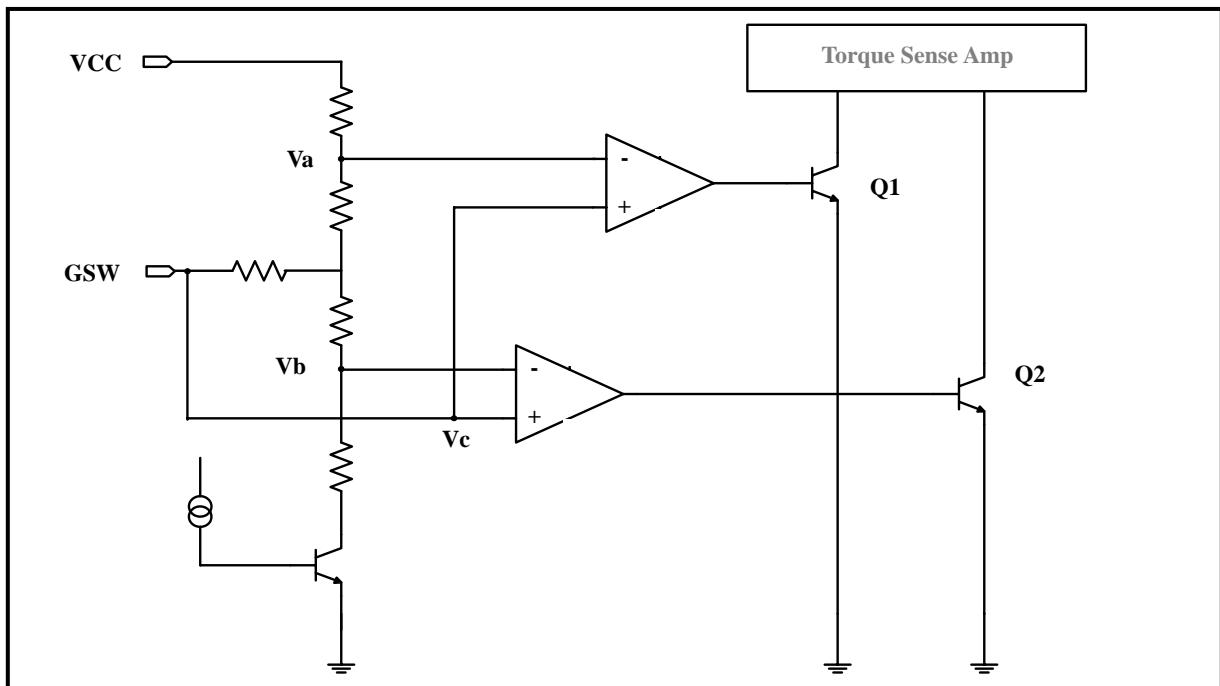 Torque Sense Amp
VCC
Va
-
+
Q1
GSW
Vb
-
+
Vc
Q2